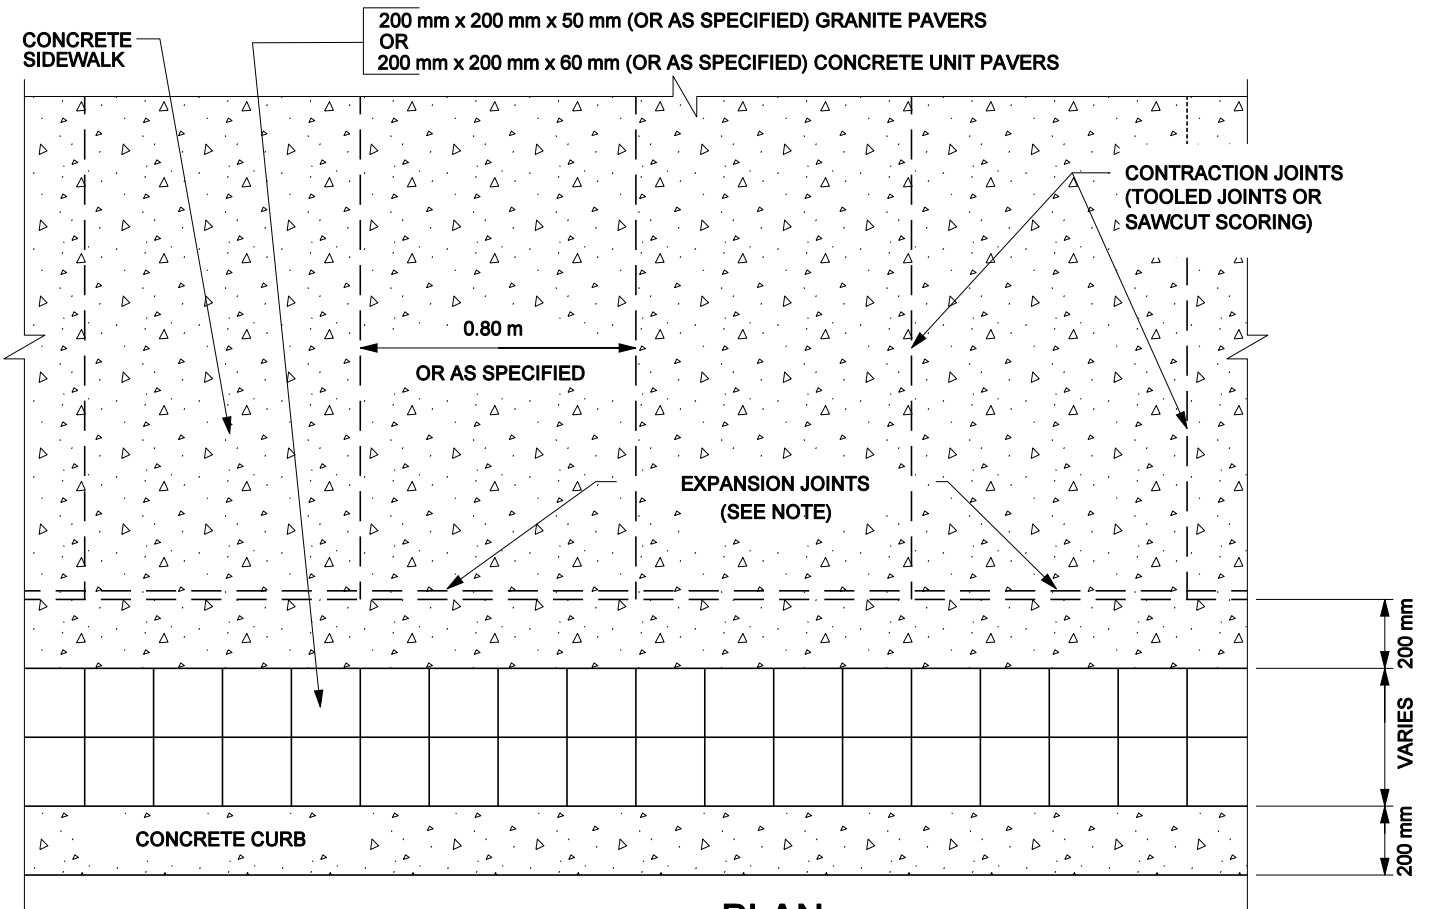 200 mm x 200 mm x 50 mm (OR AS SPECIFIED) GRANITE PAVERS
OR
200 mm x 200 mm x 60 mm (OR AS SPECIFIED) CONCRETE UNIT PAVERS
CONCRETE
SIDEWALK
CONTRACTION JOINTS
(TOOLED JOINTS OR
SAWCUT SCORING)
0.80 m
OR AS SPECIFIED
EXPANSION JOINTS
(SEE NOTE)
200 mm
VARIES
200 mm
CONCRETE CURB
PLAN